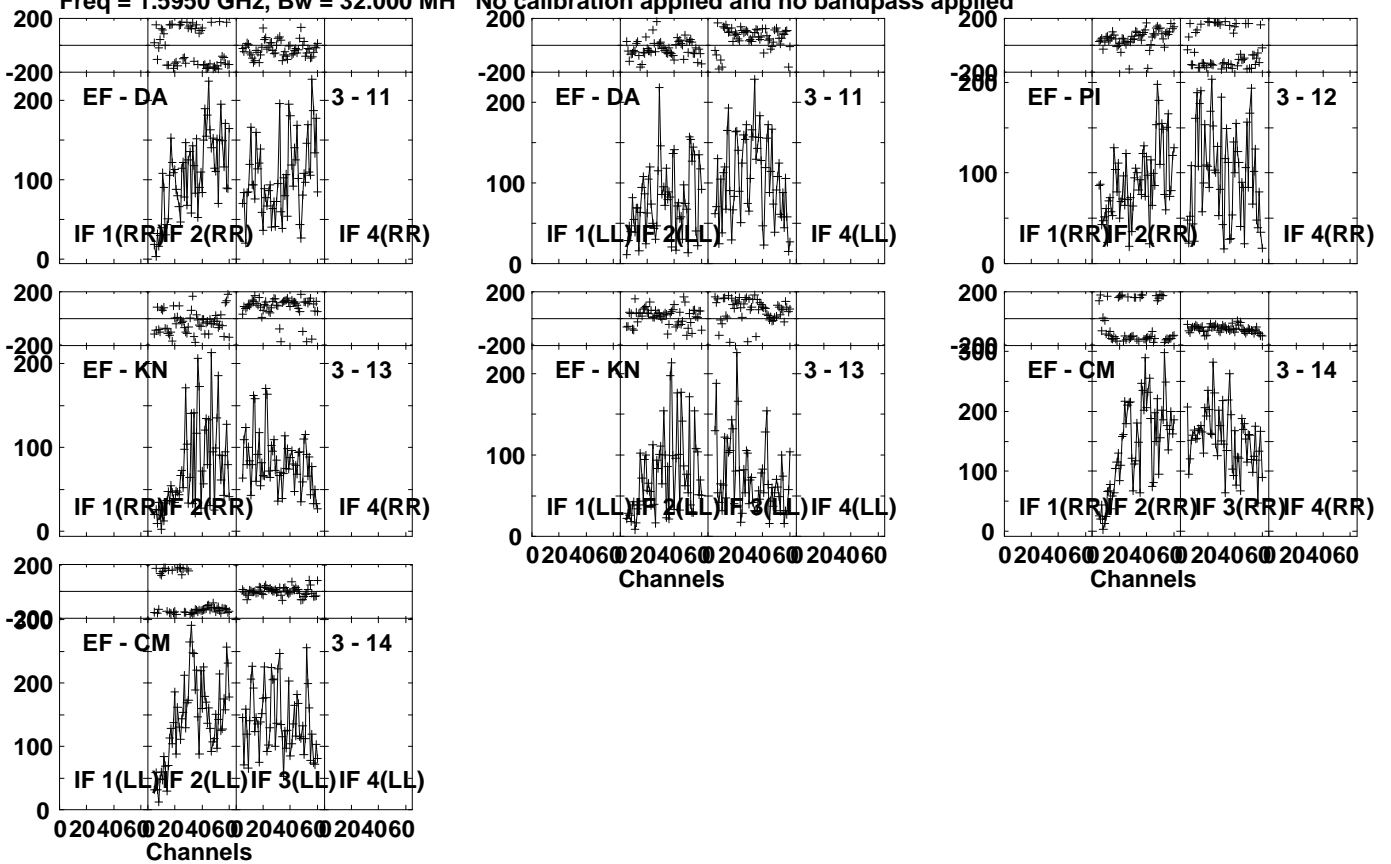 Freq = 1.5950 GHz, Bw = 32.000 MH No calibration applied and no bandpass applied
200
-200
200
EF - DA 3 - 11
100
IF 1(RR) IF 2(RR) IF 4(RR)
0
200
-200
200
EF - DA 3 - 11
100
IF 1(LL) IF 2(LL) IF 4(LL)
0
200
-200
200
EF - PI 3 - 12
100
IF 1(RR) IF 2(RR) IF 4(RR)
0
200
-200
200
EF - KN 3 - 13
100
IF 1(RR) IF 2(RR) IF 4(RR)
0
200
-200
200
EF - KN 3 - 13
100
IF 1(LL) IF 2(LL) IF 3(LL) IF 4(LL)
0
0 20 40 60 0 20 40 60 0 20 40 60 0 20 40 60
Channels
200
-200
300
EF - CM 3 - 14
200
100
IF 1(RR) IF 2(RR) IF 3(RR) IF 4(RR)
0
0 20 40 60 0 20 40 60 0 20 40 60 0 20 40 60
Channels
200
-200
300
EF - CM 3 - 14
200
100
IF 1(LL) IF 2(LL) IF 3(LL) IF 4(LL)
0
0 20 40 60 0 20 40 60 0 20 40 60 0 20 40 60
Channels